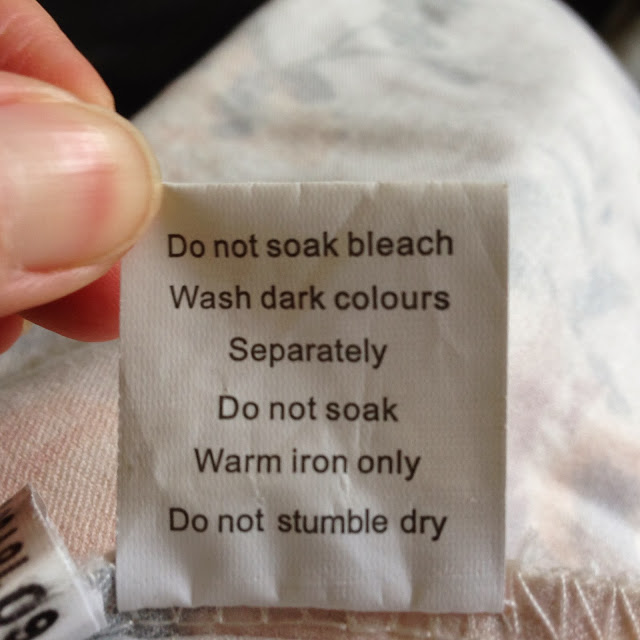 Do not soak bleach
Wash dark colours
Separately
Do not soak
Warm iron only
Do not stumble dry